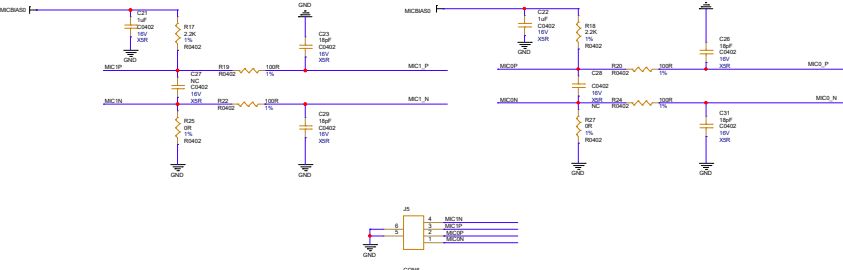 MICBIAS0
C21
1uF
C0402
16V
X5R
GND
R17
2.2K
1%
R0402
GND
C23
18pF
C0402
16V
X5R
MIC1P
R19
R0402
100R
1%
MIC1_P
C27
NC
C0402
16V
X5R
MIC1N
R22
R0402
100R
1%
MIC1_N
R25
0R
1%
R0402
GND
C29
18pF
C0402
16V
X5R
GND
MICBIAS0
C22
1uF
C0402
16V
X5R
GND
R18
2.2K
1%
R0402
C26
18pF
C0402
16V
X5R
MIC0P
R20
R0402
100R
1%
MIC0_P
C28
C0402
16V
X5R
NC
MIC0N
R24
R0402
100R
1%
MIC0_N
R27
0R
1%
R0402
GND
C31
18pF
C0402
16V
X5R
GND
J5
6
5
4
3
2
1
MIC1N
MIC1P
MIC0P
MIC0N
GND